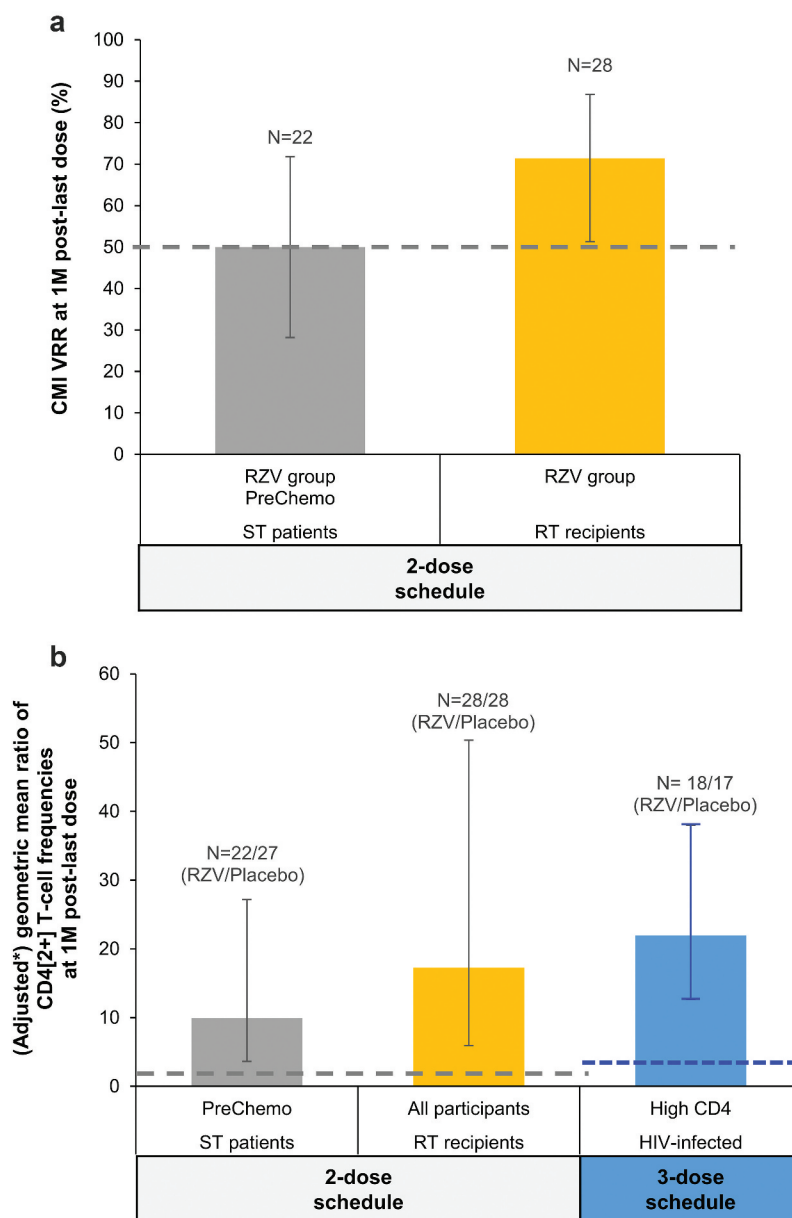 a
CMI VRR at 1M post-last dose (%)
100
90
80
70
60
50
40
30
20
10
0
N=22
N=28
RZV group
PreChemo
RZV group
ST patients
RT recipients
2-dose
schedule
b
(Adjusted*) geometric mean ratio of
CD4[2+] T-cell frequencies
at 1M post-last dose
60
50
40
30
20
10
0
N=22/27
(RZV/Placebo)
N=28/28
(RZV/Placebo)
N= 18/17
(RZV/Placebo)
PreChemo
All participants
High CD4
ST patients
RT recipients
HIV-infected
2-dose
schedule
3-dose
schedule